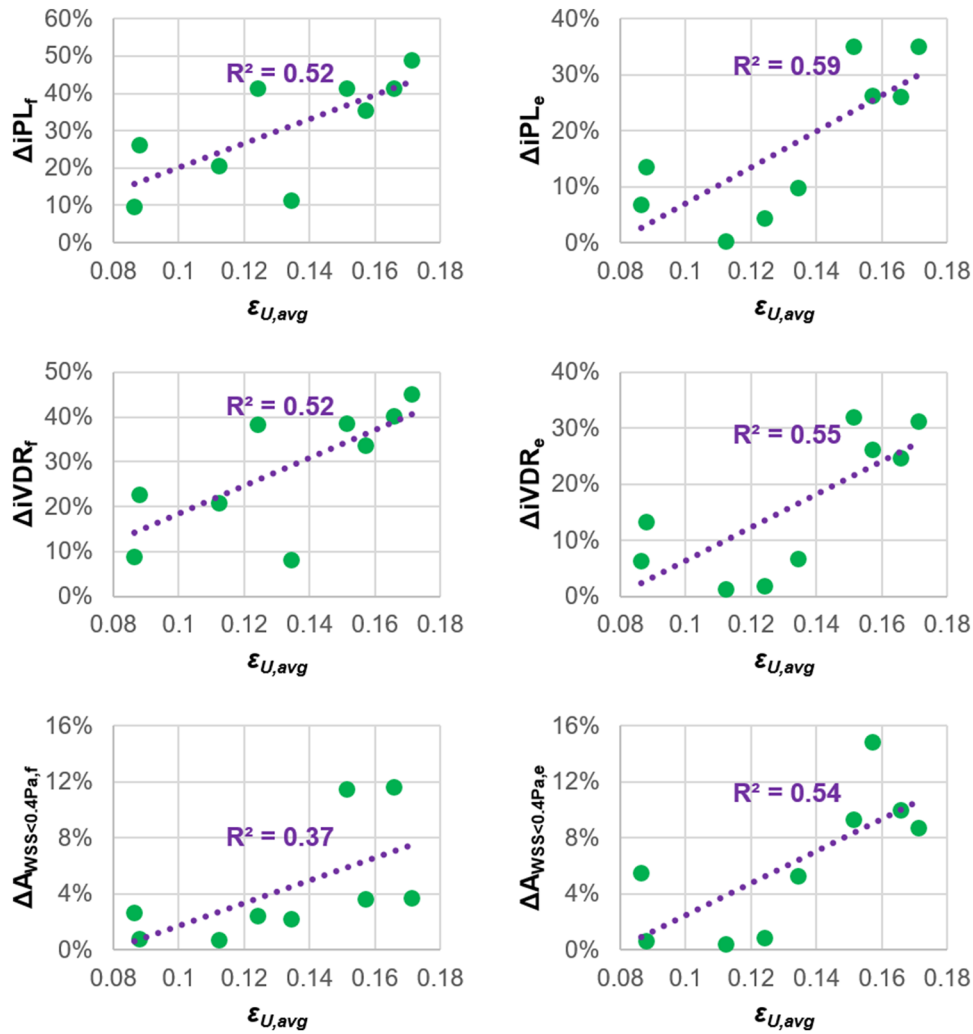 60%
50%
40%
30%
20%
10%
0%
ΔiPLf
R² = 0.52
0.08 0.1 0.12 0.14 0.16 0.18
εU,avg
40%
30%
20%
10%
0%
ΔiPLe
R² = 0.59
0.08 0.1 0.12 0.14 0.16 0.18
εU,avg
50%
40%
30%
20%
10%
0%
ΔiVDRf
R² = 0.52
0.08 0.1 0.12 0.14 0.16 0.18
εU,avg
40%
30%
20%
10%
0%
ΔiVDRe
R² = 0.55
0.08 0.1 0.12 0.14 0.16 0.18
εU,avg
16%
12%
8%
4%
0%
ΔAWSS<0.4Pa,f
R² = 0.37
0.08 0.1 0.12 0.14 0.16 0.18
εU,avg
16%
12%
8%
4%
0%
ΔAWSS<0.4Pa,e
R² = 0.54
0.08 0.1 0.12 0.14 0.16 0.18
εU,avg